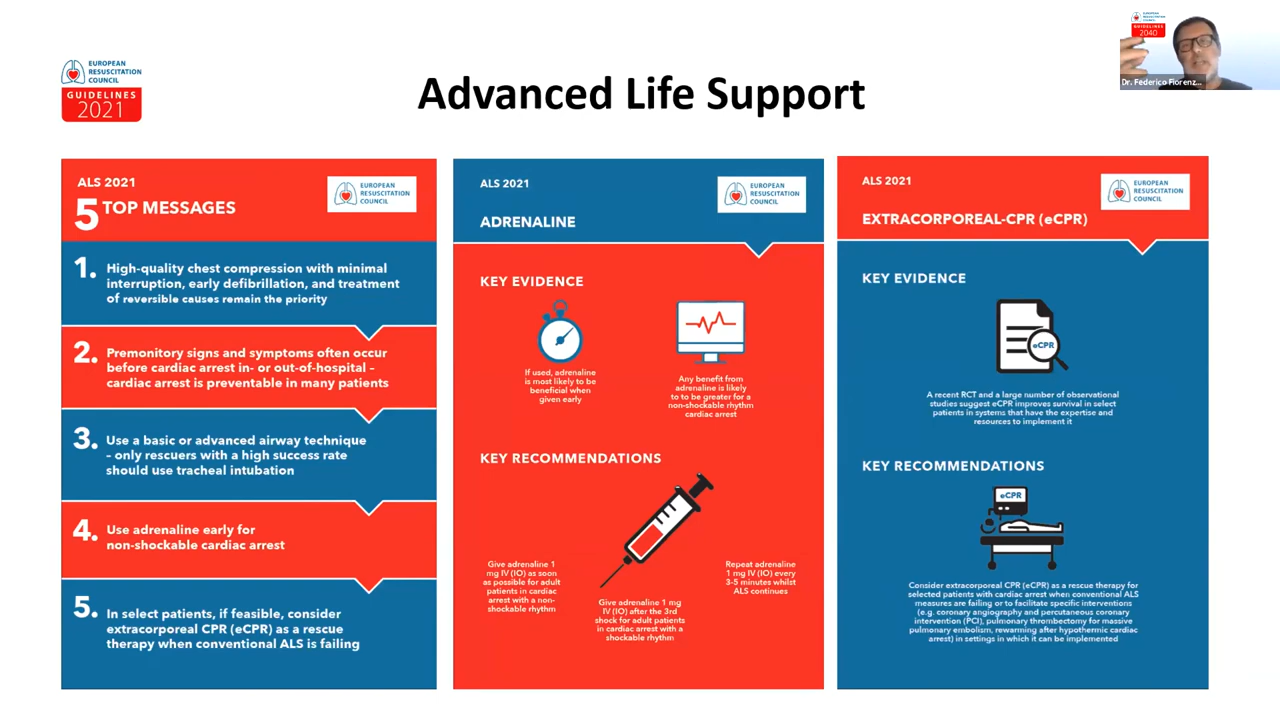 EUROPEAN
RESUSCITATION
COUNCIL
GUIDELINES
2021
Advanced Life Support
EUROPEAN
RESUSCITATION
COUNCIL
GUIDELINES
2040
Dr. Federico Fiorenz...
ALS 2021
5 TOP MESSAGES
EUROPEAN
RESUSCITATION
COUNCIL
1. High-quality chest compression with minimal
interruption, early defibrillation, and treatment
of reversible causes remain the priority
2. Premonitory signs and symptoms often occur
before cardiac arrest in- or out-of-hospital –
cardiac arrest is preventable in many patients
3. Use a basic or advanced airway technique
– only rescuers with a high success rate
should use tracheal intubation
4. Use adrenaline early for
non-shockable cardiac arrest
5. In select patients, if feasible, consider
extracorporeal CPR (eCPR) as a rescue
therapy when conventional ALS is failing
ALS 2021
ADRENALINE
EUROPEAN
RESUSCITATION
COUNCIL
KEY EVIDENCE
If used, adrenaline
is most likely to be
beneficial when
given early
Any benefit from
adrenaline is likely
to to be greater for a
non-shockable rhythm
cardiac arrest
KEY RECOMMENDATIONS
Give adrenaline 1
mg IV (IO) as soon
as possible for adult
patients in cardiac
arrest with a non-
shockable rhythm
Give adrenaline 1 mg
IV (IO) after the 3rd
shock for adult patients
in cardiac arrest with a
shockable rhythm
Repeat adrenaline
1 mg IV (IO) every
3-5 minutes whilst
ALS continues
ALS 2021
EXTRACORPOREAL-CPR (eCPR)
EUROPEAN
RESUSCITATION
COUNCIL
KEY EVIDENCE
eCPR
A recent RCT and a large number of observational
studies suggest eCPR improves survival in select
patients in systems that have the expertise and
resources to implement it
KEY RECOMMENDATIONS
eCPR
Consider extracorporeal CPR (eCPR) as a rescue therapy for
selected patients with cardiac arrest when conventional ALS
measures are failing or to facilitate specific interventions
(e.g. coronary angiography and percutaneous coronary
intervention (PCI), pulmonary thrombectomy for massive
pulmonary embolism, rewarming after hypothermic cardiac
arrest) in settings in which it can be implemented